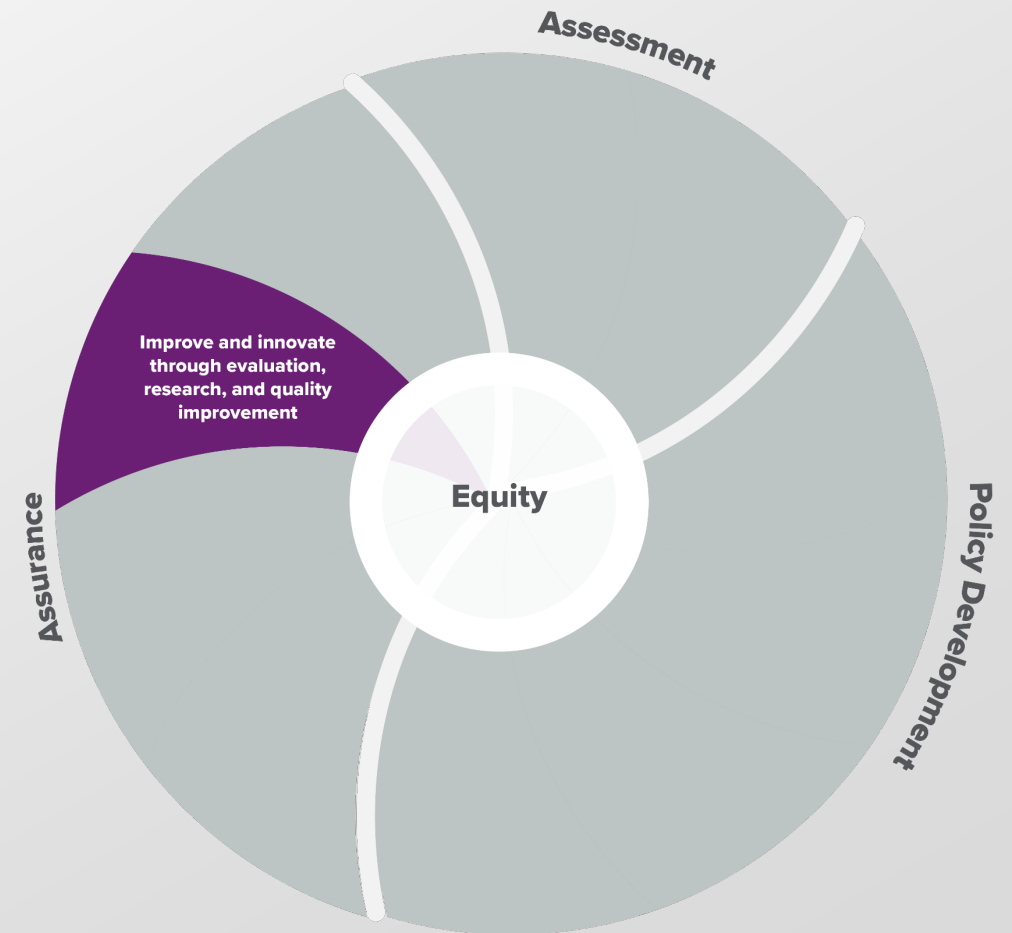 Assessment
Improve and innovate
through evaluation,
research, and quality
improvement
Equity
Assurance
Policy Development